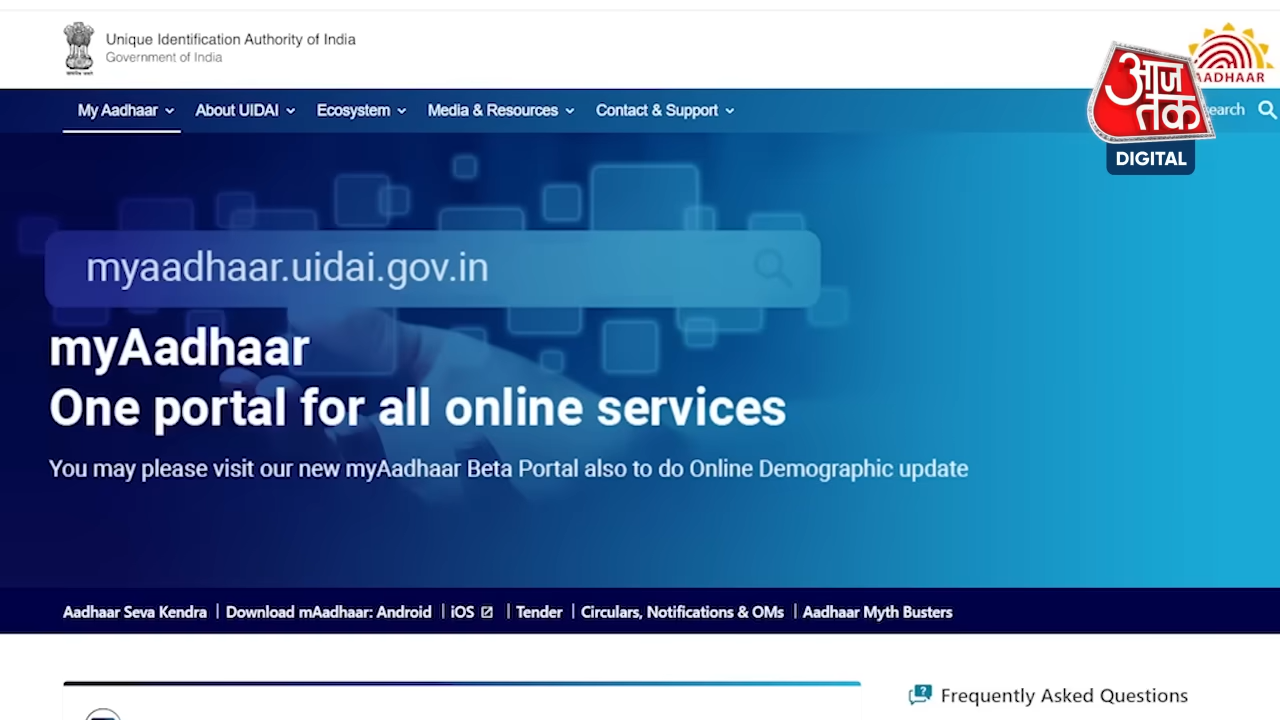 Unique Identification Authority of India
Government of India
AADHAAR
आज
तक
DIGITAL
My Aadhaar About UIDAI Ecosystem Media & Resources Contact & Support
myaadhaar.uidai.gov.in
myAadhaar
One portal for all online services
You may please visit our new myAadhaar Beta Portal also to do Online Demographic update
Aadhaar Seva Kendra | Download mAadhaar: Android | iOS | Tender | Circulars, Notifications & OMs | Aadhaar Myth Busters
Frequently Asked Questions